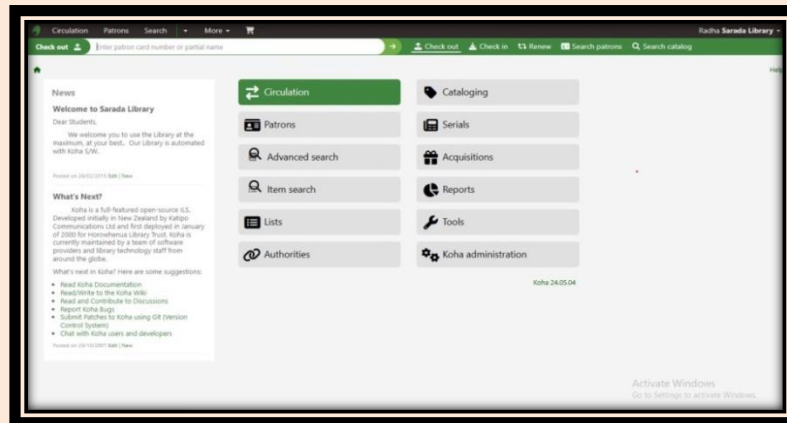 Circulation Patrons Search More
Radha Sarada Library
Check out
Enter patron card number or partial name
Check out Check in Renew Search patrons Search catalog
Help
News
Welcome to Sarada Library
Dear Students,
We welcome you to use the Library at the
maximum, at your best.. Our Library is automated
with Koha S/W.
Edit | New
What's Next?
Koha is a full-featured open-source ILS.
Developed initially in New Zealand by Katipo
Communications Ltd and first deployed in January
of 2000 for Horowhenua Library Trust. Koha is
currently maintained by a team of software
providers and library technology staff from
around the globe.
What's next in Koha? Here are some suggestions:
Read Koha Documentation
Read/Write to the Koha Wiki
Read and Contribute to Discussions
Report Koha Bugs
Submit Patches to Koha using Git (Version
Control System)
Chat with Koha users and developers
Edit | New
Circulation
Patrons
Advanced search
Item search
Lists
Authorities
Cataloging
Serials
Acquisitions
Reports
Tools
Koha administration
Koha 24.05.04
Activate Windows
Go to Settings to activate Windows.